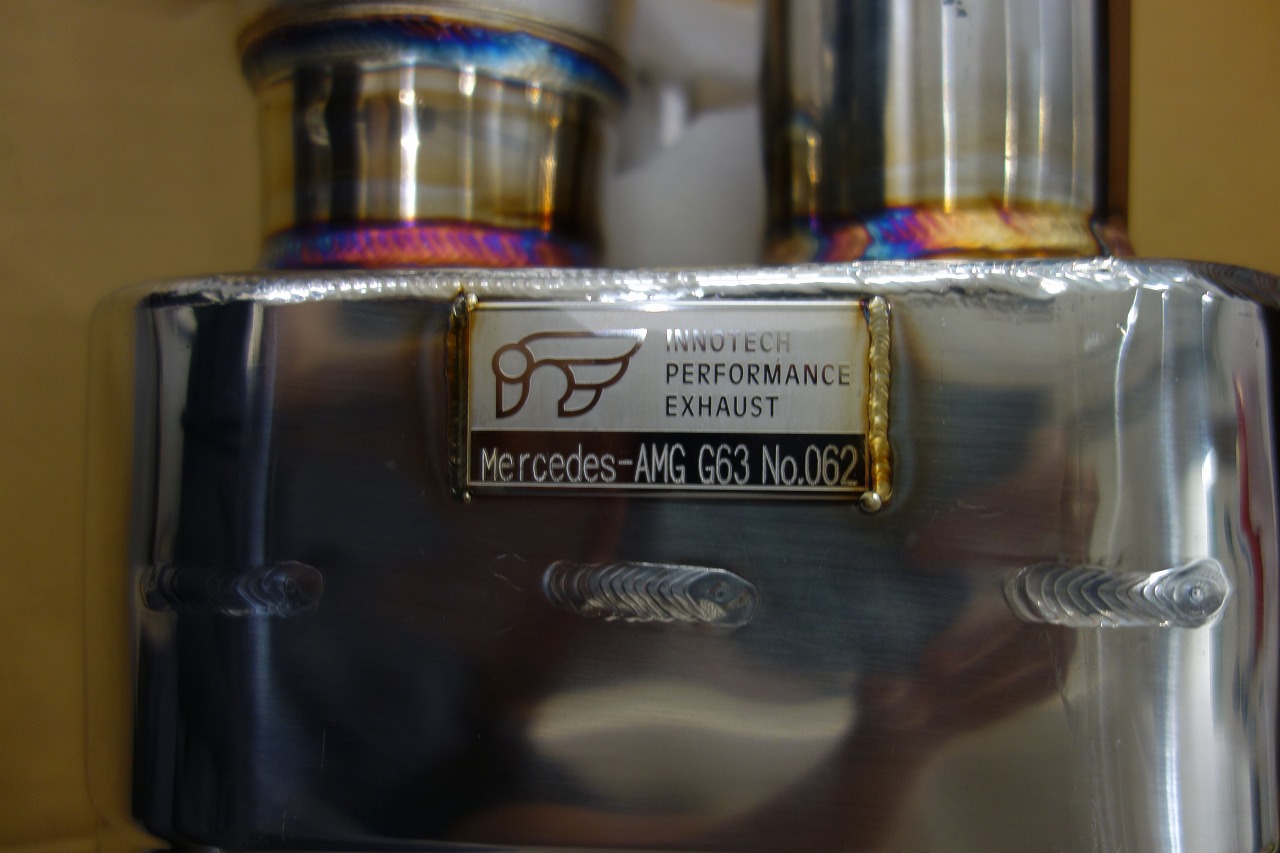 INNOTECH
PERFORMANCE
EXHAUST
Mercedes-AMG G63 No.062